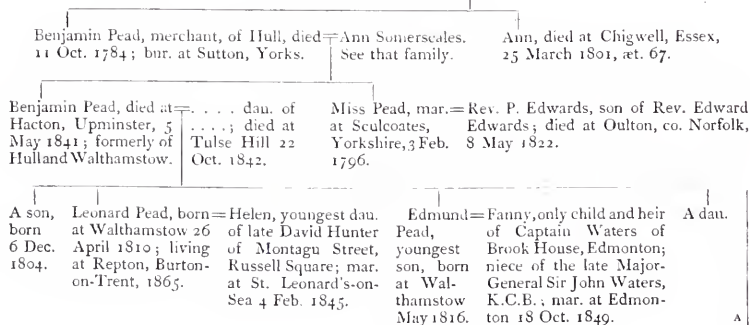 Benjamin Pead, merchant, of Hull, died=Ann Somerscales.
11 Oct. 1784; bur. at Sutton, Yorks.
See that family.
Ann, died at Chigwell, Essex,
25 March 1801, æt. 67.
Benjamin Pead, died at=. . . . dau. of
Hacton, Upminster, 5
May 1841; formerly of
Hull and Walthamstow.
. . . .; died at
Tulse Hill 22
Oct. 1842.
Miss Pead, mar.=Rev. P. Edwards, son of Rev. Edward
at Sculcoates,
Yorkshire, 3 Feb.
1796.
Edwards; died at Oulton, co. Norfolk,
8 May 1822.
A son,
born
6 Dec.
1804.
Leonard Pead, born=Helen, youngest dau.
at Walthamstow 26
April 1810; living
at Repton, Burton-
on-Trent, 1865.
of late David Hunter
of Montagu Street,
Russell Square; mar.
at St. Leonard's-on-
Sea 4 Feb. 1845.
Edmund=Fanny, only child and heir
Pead,
youngest
son, born
at Wal-
thamstow
May 1816.
of Captain Waters of
Brook House, Edmonton;
niece of the late Major-
General Sir John Waters,
K.C.B.; mar. at Edmon-
ton 18 Oct. 1849.
A dau.
A